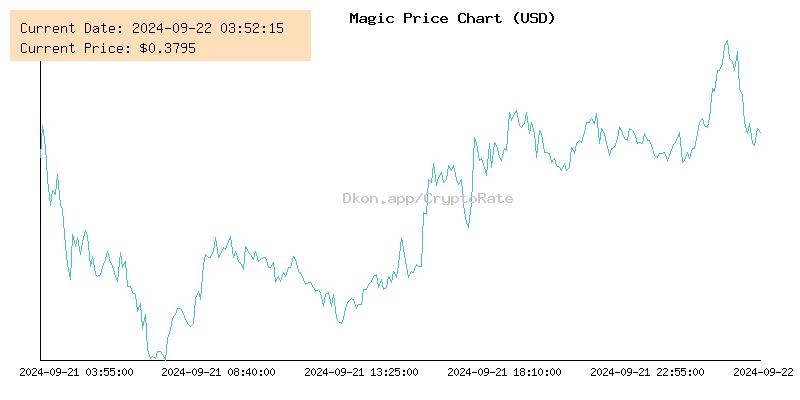 Magic Price Chart (USD)
Current Date: 2024-09-22 03:52:15
Current Price: $0.3795
Dkon.app/CryptoRate
2024-09-21 03:55:00 2024-09-21 08:40:00 2024-09-21 13:25:00 2024-09-21 18:10:00 2024-09-21 22:55:00 2024-09-22